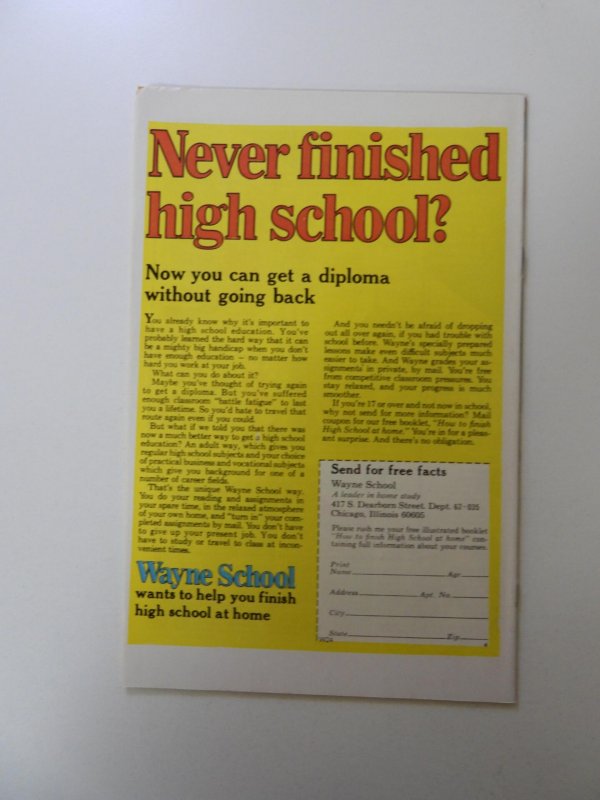 Never finished
high school?
Now you can get a diploma
without going back
You already know why it's important to
have a high school education. You've
probably learned the hard way that it can
be a mighty big handicap when you don't
have enough education – no matter how
hard you work at your job.
What can you do about it?
Maybe you've thought of trying again
to get a diploma. But you've suffered
enough classroom "battle fatigue" to last
you a lifetime. So you'd hate to travel that
route again even if you could.
But what if we told you that there was
now a much better way to get a high school
education? An adult way, which gives you
regular high school subjects and your choice
of practical business and vocational subjects
which give you background for one of a
number of career fields.
That's the unique Wayne School way.
You do your reading and assignments in
your spare time, in the relaxed atmosphere
of your own home, and "turn in" your com-
pleted assignments by mail. You don't have
to give up your present job. You don't
have to study or travel to class at incon-
venient times.
Wayne School
wants to help you finish
high school at home
And you needn't be afraid of dropping
out all over again, if you had trouble with
school before. Wayne's specially prepared
lessons make even difficult subjects much
easier to take. And Wayne grades your as-
signments in private, by mail. You're free
from competitive classroom pressures. You
stay relaxed, and your progress is much
smoother.
If you're 17 or over and not now in school,
why not send for more information? Mail
coupon for our free booklet, "How to finish
High School at home." You're in for a pleas-
ant surprise. And there's no obligation.
Send for free facts
Wayne School
A leader in home study
417 S. Dearborn Street, Dept. 47-035
Chicago, Illinois 60605
Please rush me your free illustrated booklet
"How to finish High School at home" con-
taining full information about your courses.
Print
Name Age
Address Apt. No.
City
State Zip